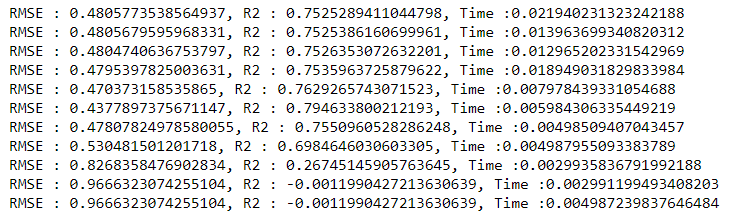 RMSE : 0.4805773538564937, R2 : 0.7525289411044798, Time :0.021940231323242188
RMSE : 0.4805679595968331, R2 : 0.7525386160699961, Time :0.013963699340820312
RMSE : 0.4804740636753797, R2 : 0.7526353072632201, Time :0.012965202331542969
RMSE : 0.4795397825003631, R2 : 0.7535963725879622, Time :0.018949031829833984
RMSE : 0.470373158535865, R2 : 0.7629265743071523, Time :0.007978439331054688
RMSE : 0.4377897375671147, R2 : 0.794633800212193, Time :0.005984306335449219
RMSE : 0.47807824978580055, R2 : 0.7550960528286248, Time :0.00498509407043457
RMSE : 0.530481501201718, R2 : 0.6984646030603305, Time :0.004987955093383789
RMSE : 0.8268358476902834, R2 : 0.26745145905763645, Time :0.0029935836791992188
RMSE : 0.9666323074255104, R2 : -0.0011990427213630639, Time :0.002991199493408203
RMSE : 0.9666323074255104, R2 : -0.0011990427213630639, Time :0.004987239837646484